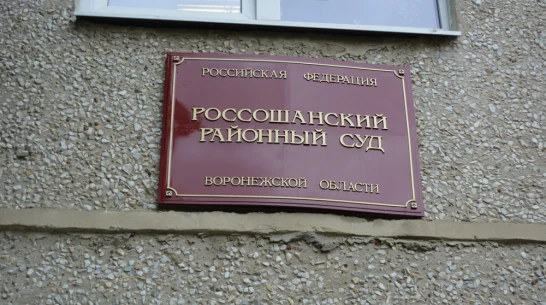 РОССИЙСКАЯ ФЕДЕРАЦИЯ
РОССОШАНСКИЙ
РАЙОННЫЙ СУД
ВОРОНЕЖСКОЙ ОБЛАСТИ